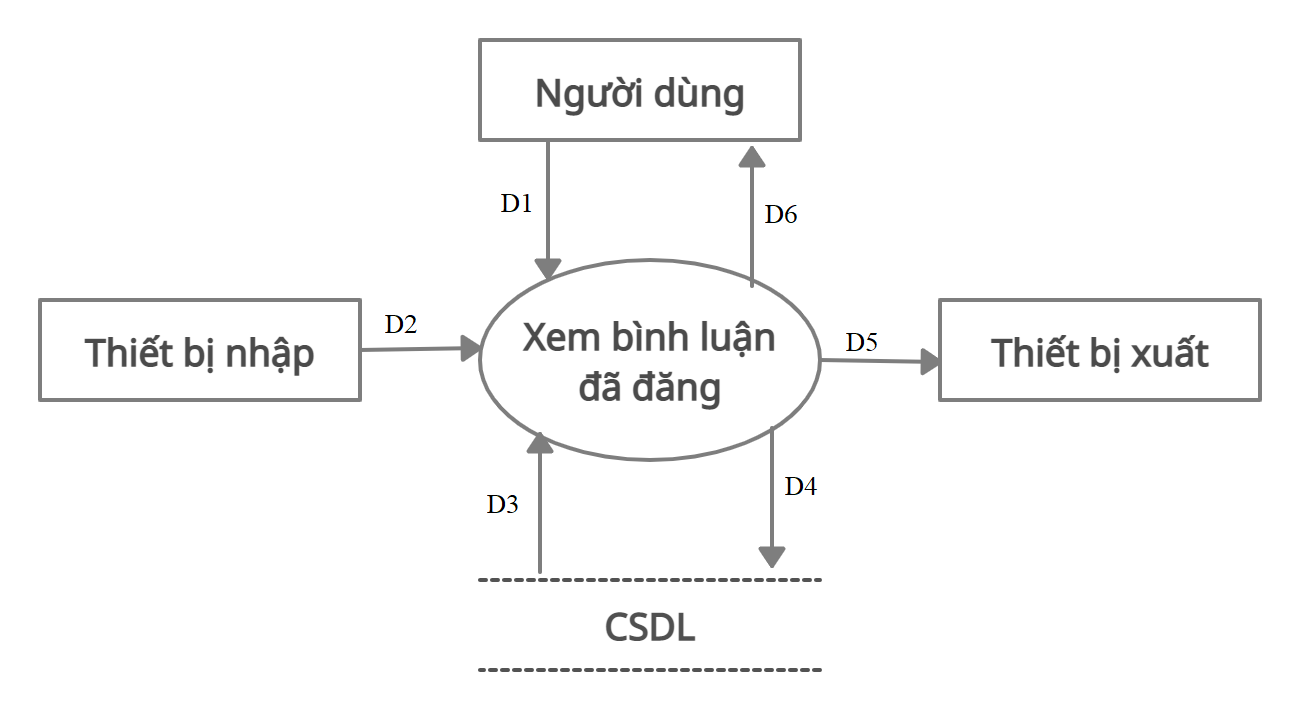 Người dùng
D1
D6
Thiết bị nhập
D2
Xem bình luận
đã đăng
D5
Thiết bị xuất
D3
D4
CSDL